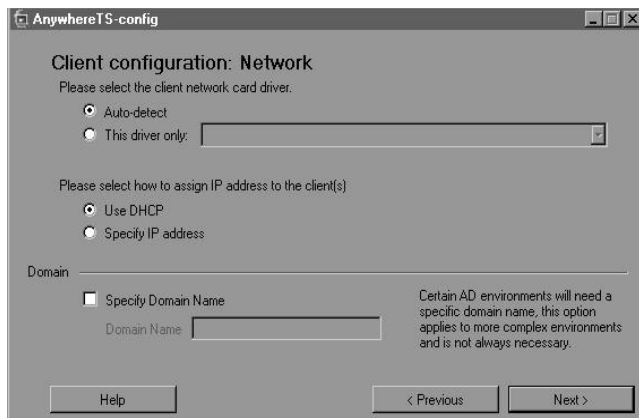 AnywhereTS-config
Client configuration: Network
Please select the client network card driver.
Auto-detect
This driver only:
Please select how to assign IP address to the client(s)
Use DHCP
Specify IP address
Domain
Specify Domain Name
Domain Name
Certain AD environments will need a
specific domain name, this option
applies to more complex environments
and is not always necessary.
Help
< Previous
Next >